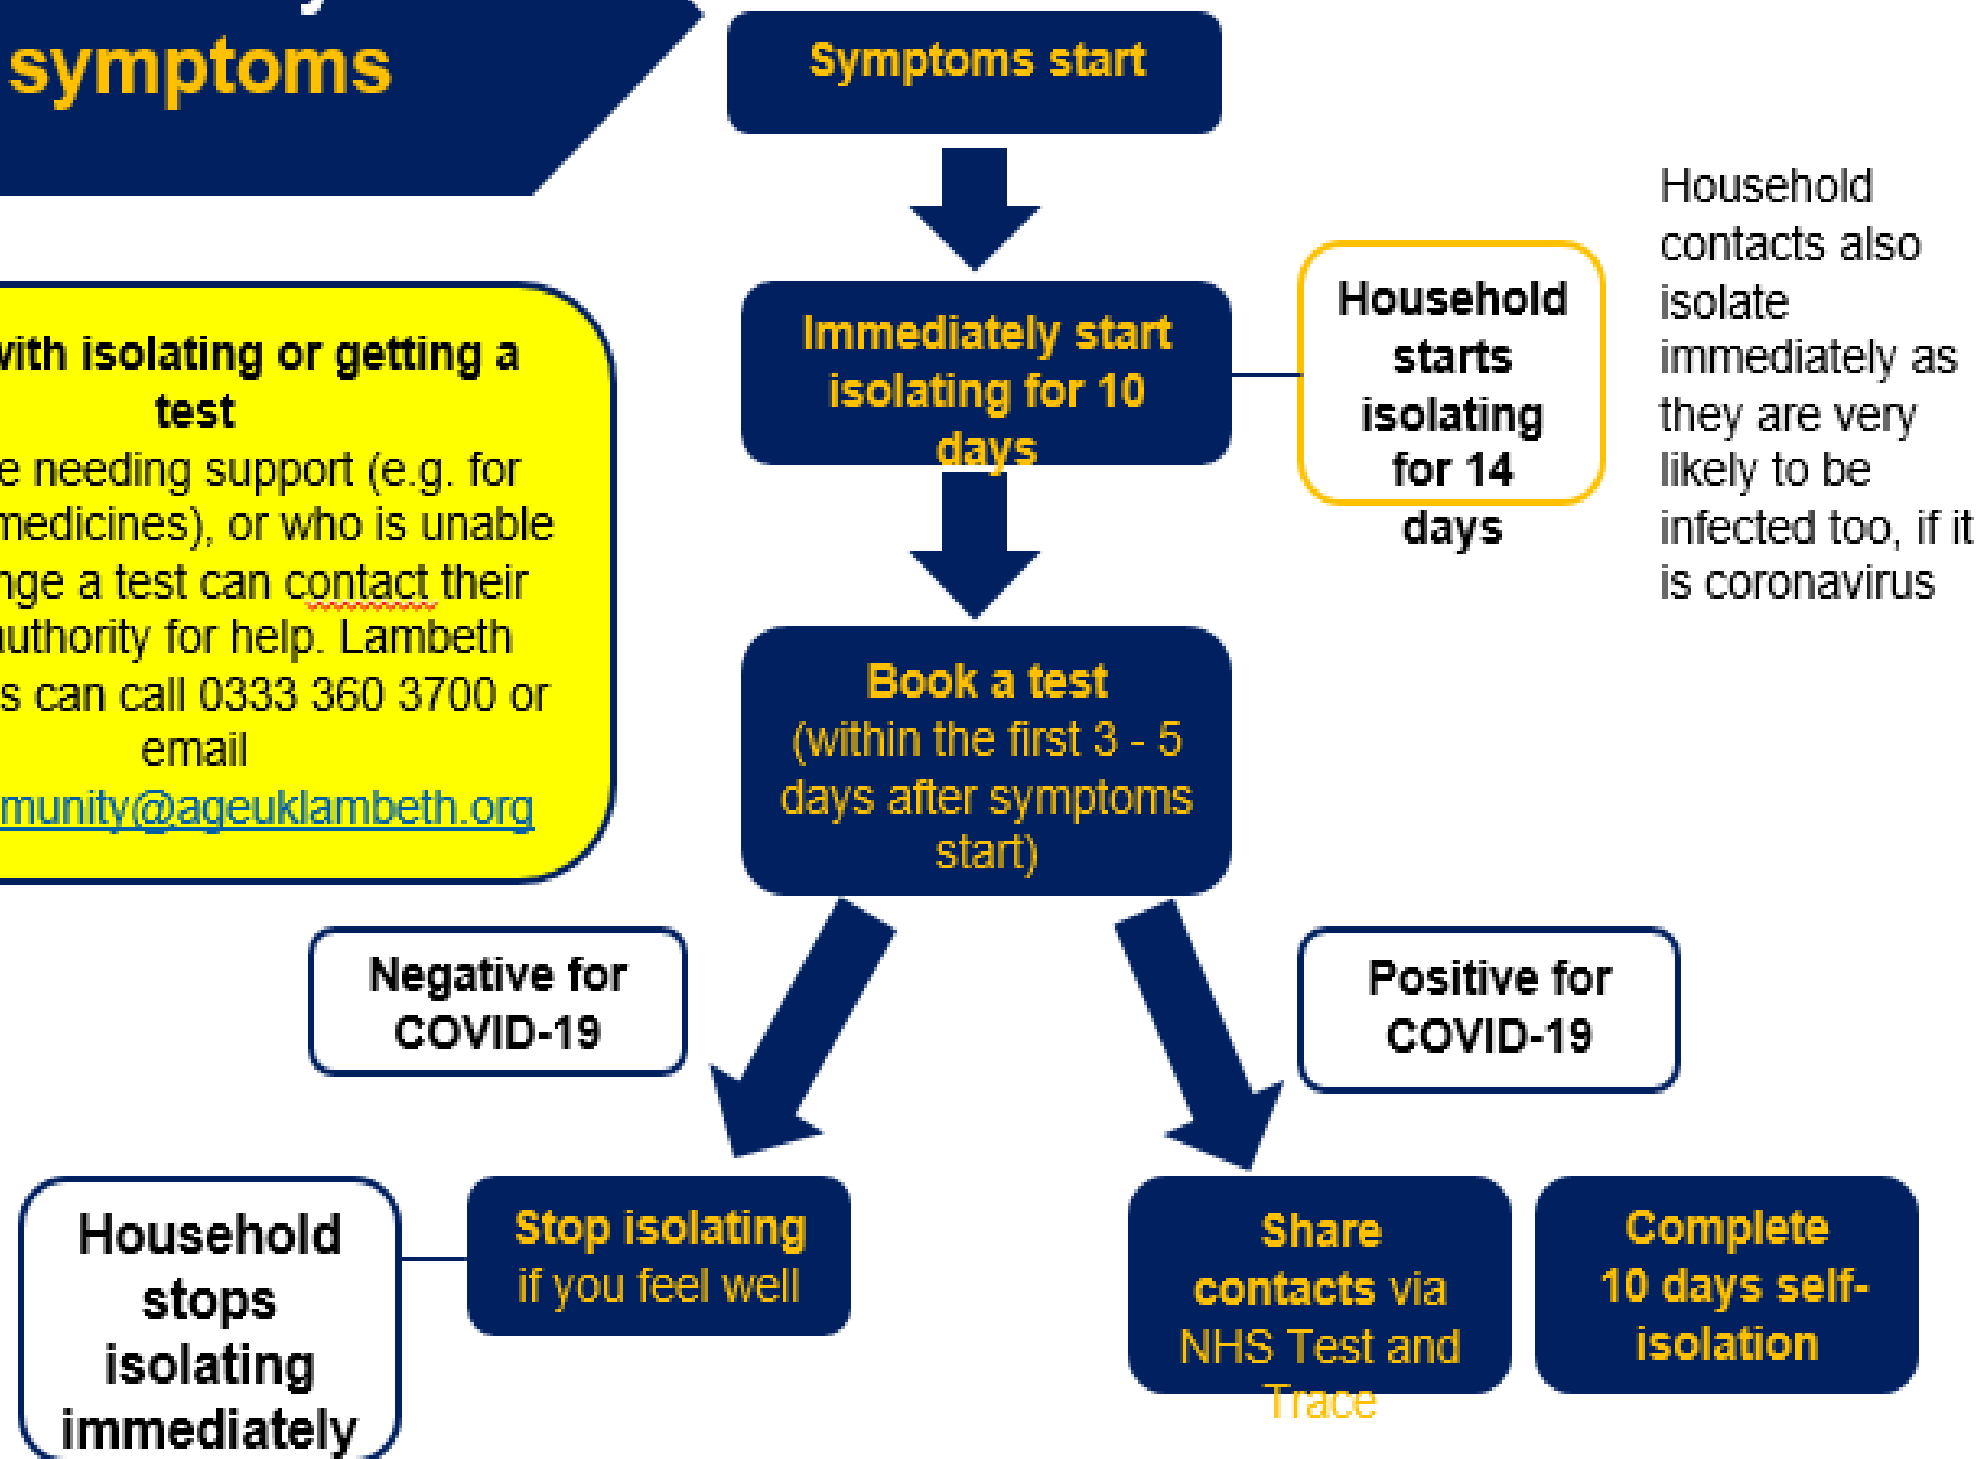 symptoms
Symptoms start
Immediately start
isolating for 10
days
Household
starts
isolating
for 14
days
Household
contacts also
isolate
immediately as
they are very
likely to be
infected too, if it
is coronavirus
with isolating or getting a
test
needing support (e.g. for
medicines), or who is unable
a test can contact their
authority for help. Lambeth
can call 0333 360 3700 or
email
munity@ageuklambeth.org
Book a test
(within the first 3 - 5
days after symptoms
start)
Negative for
COVID-19
Positive for
COVID-19
Household
stops
isolating
immediately
Stop isolating
if you feel well
Share
contacts via
NHS Test and
Trace
Complete
10 days self-
isolation